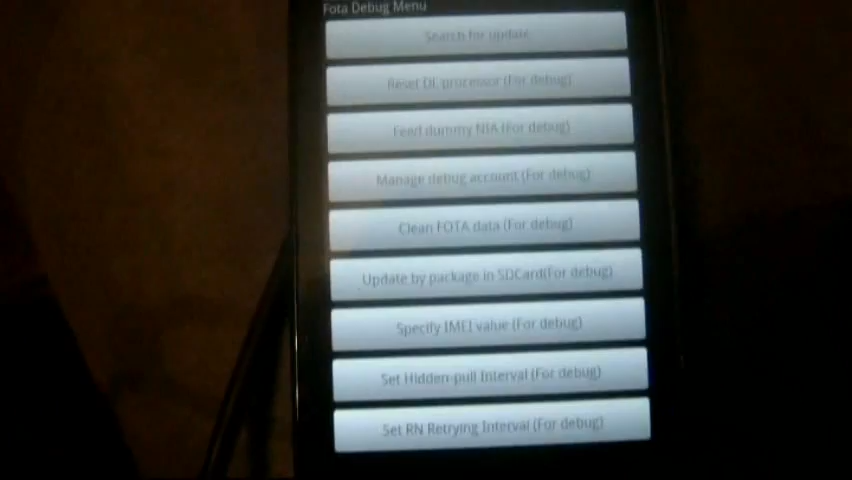 Fota Debug Menu
Search for update
Reset DL processor (For debug)
Feed dummy NIA (For debug)
Manage debug account (For debug)
Clean FOTA data (For debug)
Update by package in SDCard(For debug)
Specify IMEI value (For debug)
Set Hidden-pull Interval (For debug)
Set RN Retrying Interval (For debug)